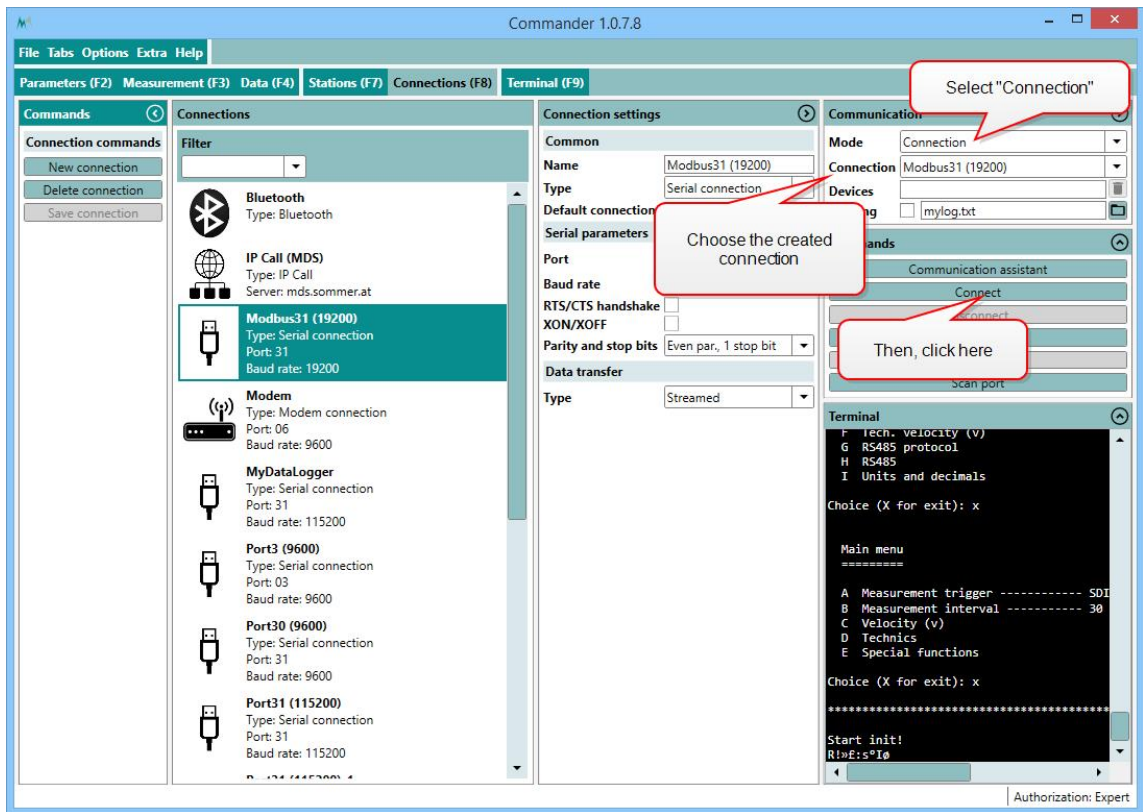 Commander 1.0.7.8
File Tabs Options Extra Help
Parameters (F2) Measurement (F3) Data (F4) Stations (F7) Connections (F8) Terminal (F9)
Commands
Connection commands
New connection
Delete connection
Save connection
Connections
Filter
Bluetooth
Type: Bluetooth
IP Call (MDS)
Type: IP Call
Server: mds.sommer.at
Modbus31 (19200)
Type: Serial connection
Port: 31
Baud rate: 19200
Modem
Type: Modem connection
Port: 06
Baud rate: 9600
MyDataLogger
Type: Serial connection
Port: 31
Baud rate: 115200
Port3 (9600)
Type: Serial connection
Port: 03
Baud rate: 9600
Port30 (9600)
Type: Serial connection
Port: 31
Baud rate: 9600
Port31 (115200)
Type: Serial connection
Port: 31
Baud rate: 115200
Connection settings
Common
Name Modbus31 (19200)
Type Serial connection
Default connection
Serial parameters
Port
Baud rate
RTS/CTS handshake
XON/XOFF
Parity and stop bits Even par., 1 stop bit
Data transfer
Type Streamed
Choose the created
connection
Select "Connection"
Communication
Mode Connection
Connection Modbus31 (19200)
Devices
mylog.txt
Communication assistant
Connect
Then, click here
Scan port
Terminal
F Tech. velocity (v)
G RS485 protocol
H RS485
I Units and decimals
Choice (X for exit): x
Main menu
=========
A Measurement trigger ------------ SDI
B Measurement interval ----------- 30
C Velocity (v)
D Technics
E Special functions
Choice (X for exit): x
****************************************
Start init!
R!»£:s°Iø
Authorization: Expert